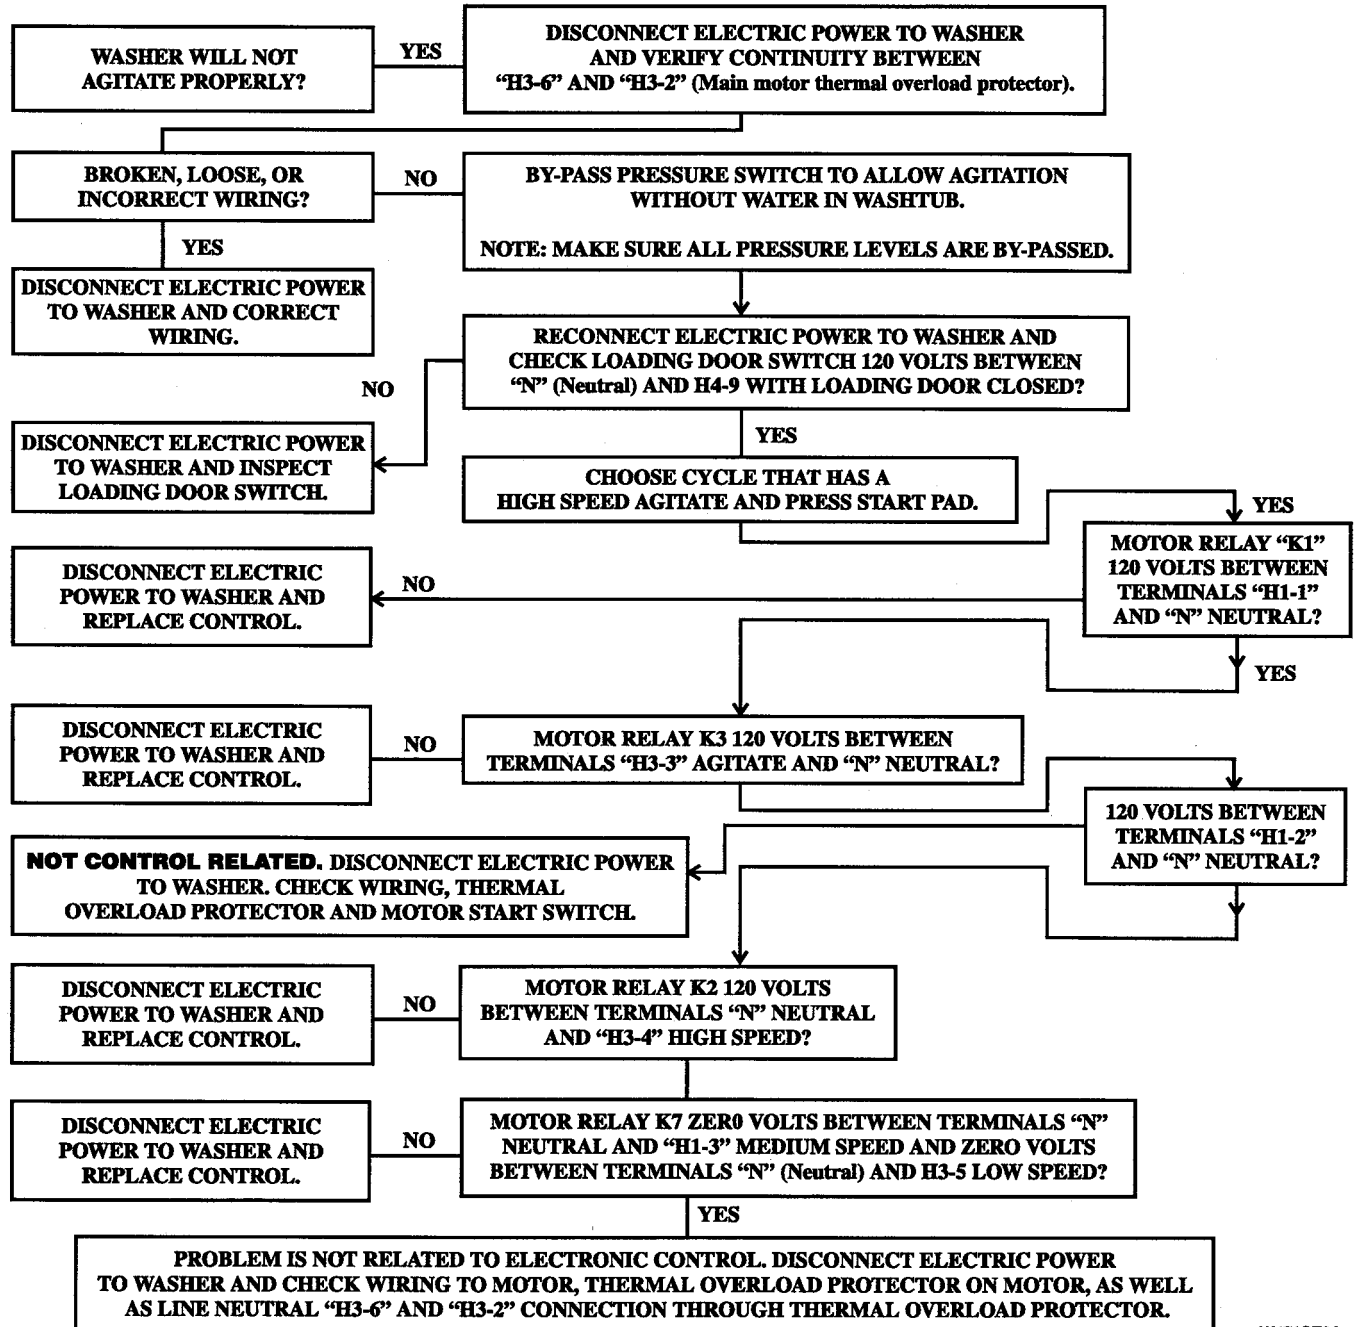 WASHER WILL NOT
AGITATE PROPERLY?
YES
DISCONNECT ELECTRIC POWER TO WASHER
AND VERIFY CONTINUITY BETWEEN
“H3-6” AND “H3-2” (Main motor thermal overload protector).
BROKEN, LOOSE, OR
INCORRECT WIRING?
NO
BY-PASS PRESSURE SWITCH TO ALLOW AGITATION
WITHOUT WATER IN WASHTUB.
NOTE: MAKE SURE ALL PRESSURE LEVELS ARE BY-PASSED.
YES
DISCONNECT ELECTRIC POWER
TO WASHER AND CORRECT
WIRING.
RECONNECT ELECTRIC POWER TO WASHER AND
CHECK LOADING DOOR SWITCH 120 VOLTS BETWEEN
“N” (Neutral) AND H4-9 WITH LOADING DOOR CLOSED?
NO
DISCONNECT ELECTRIC POWER
TO WASHER AND INSPECT
LOADING DOOR SWITCH.
YES
CHOOSE CYCLE THAT HAS A
HIGH SPEED AGITATE AND PRESS START PAD.
YES
MOTOR RELAY “K1”
120 VOLTS BETWEEN
TERMINALS “H1-1”
AND “N” NEUTRAL?
NO
DISCONNECT ELECTRIC
POWER TO WASHER AND
REPLACE CONTROL.
YES
MOTOR RELAY K3 120 VOLTS BETWEEN
TERMINALS “H3-3” AGITATE AND “N” NEUTRAL?
NO
DISCONNECT ELECTRIC
POWER TO WASHER AND
REPLACE CONTROL.
120 VOLTS BETWEEN
TERMINALS “H1-2”
AND “N” NEUTRAL?
NOT CONTROL RELATED. DISCONNECT ELECTRIC POWER
TO WASHER. CHECK WIRING, THERMAL
OVERLOAD PROTECTOR AND MOTOR START SWITCH.
MOTOR RELAY K2 120 VOLTS
BETWEEN TERMINALS “N” NEUTRAL
AND “H3-4” HIGH SPEED?
NO
DISCONNECT ELECTRIC
POWER TO WASHER AND
REPLACE CONTROL.
MOTOR RELAY K7 ZER0 VOLTS BETWEEN TERMINALS “N”
NEUTRAL AND “H1-3” MEDIUM SPEED AND ZERO VOLTS
BETWEEN TERMINALS “N” (Neutral) AND H3-5 LOW SPEED?
NO
DISCONNECT ELECTRIC
POWER TO WASHER AND
REPLACE CONTROL.
YES
PROBLEM IS NOT RELATED TO ELECTRONIC CONTROL. DISCONNECT ELECTRIC POWER
TO WASHER AND CHECK WIRING TO MOTOR, THERMAL OVERLOAD PROTECTOR ON MOTOR, AS WELL
AS LINE NEUTRAL “H3-6” AND “H3-2” CONNECTION THROUGH THERMAL OVERLOAD PROTECTOR.